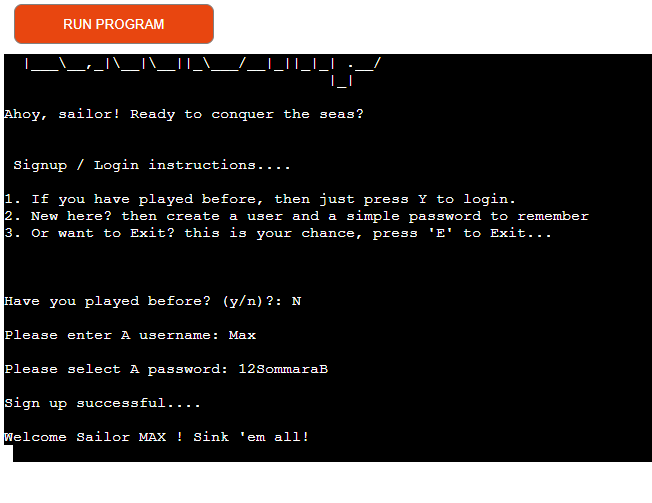 RUN PROGRAM
|___\__,_|\__|\__||_\___/__|_||_|_| .__/
|_|
Ahoy, sailor! Ready to conquer the seas?
Signup / Login instructions....
1. If you have played before, then just press Y to login.
2. New here? then create a user and a simple password to remember
3. Or want to Exit? this is your chance, press 'E' to Exit...
Have you played before? (y/n)?: N
Please enter A username: Max
Please select A password: 12SommaraB
Sign up successful....
Welcome Sailor MAX ! Sink 'em all!